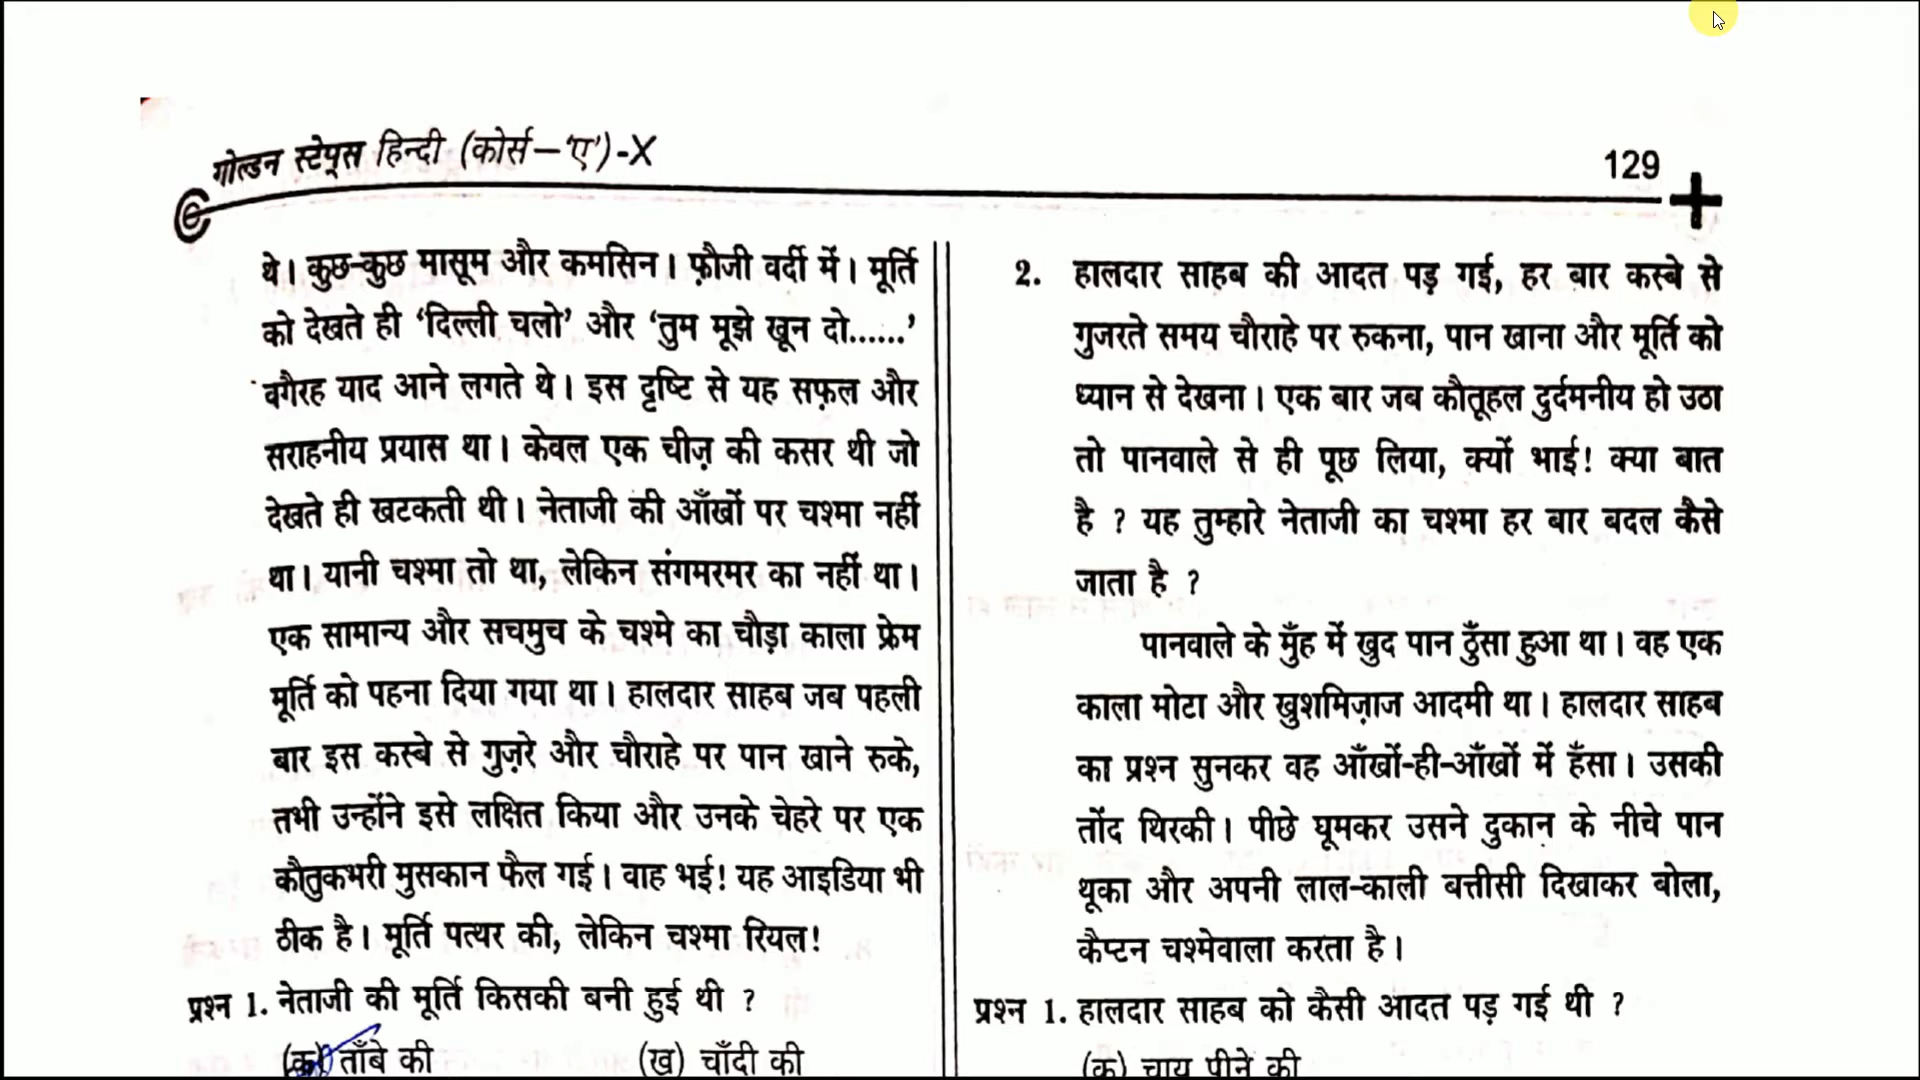 गोल्डन स्टेप्स हिन्दी (कोर्स–‘ए’)-X
129
थे। कुछ-कुछ मासूम और कमसिन। फ़ौजी वर्दी में। मूर्ति
को देखते ही ‘दिल्ली चलो’ और ‘तुम मूझे खून दो......’
वगैरह याद आने लगते थे। इस दृष्टि से यह सफ़ल और
सराहनीय प्रयास था। केवल एक चीज़ की कसर थी जो
देखते ही खटकती थी। नेताजी की आँखों पर चश्मा नहीं
था। यानी चश्मा तो था, लेकिन संगमरमर का नहीं था।
एक सामान्य और सचमुच के चश्मे का चौड़ा काला फ्रेम
मूर्ति को पहना दिया गया था। हालदार साहब जब पहली
बार इस कस्बे से गुज़रे और चौराहे पर पान खाने रुके,
तभी उन्होंने इसे लक्षित किया और उनके चेहरे पर एक
कौतुकभरी मुसकान फैल गई। वाह भई! यह आइडिया भी
ठीक है। मूर्ति पत्थर की, लेकिन चश्मा रियल!
प्रश्न 1. नेताजी की मूर्ति किसकी बनी हुई थी ?
(क) ताँबे की (ख) चाँदी की
2. हालदार साहब की आदत पड़ गई, हर बार कस्बे से
गुजरते समय चौराहे पर रुकना, पान खाना और मूर्ति को
ध्यान से देखना। एक बार जब कौतूहल दुर्दमनीय हो उठा
तो पानवाले से ही पूछ लिया, क्यों भाई! क्या बात
है ? यह तुम्हारे नेताजी का चश्मा हर बार बदल कैसे
जाता है ?
पानवाले के मुँह में खुद पान ठुँसा हुआ था। वह एक
काला मोटा और खुशमिज़ाज आदमी था। हालदार साहब
का प्रश्न सुनकर वह आँखों-ही-आँखों में हँसा। उसकी
तोंद थिरकी। पीछे घूमकर उसने दुकान के नीचे पान
थूका और अपनी लाल-काली बत्तीसी दिखाकर बोला,
कैप्टन चश्मेवाला करता है।
प्रश्न 1. हालदार साहब को कैसी आदत पड़ गई थी ?
(क) चाय पीने की